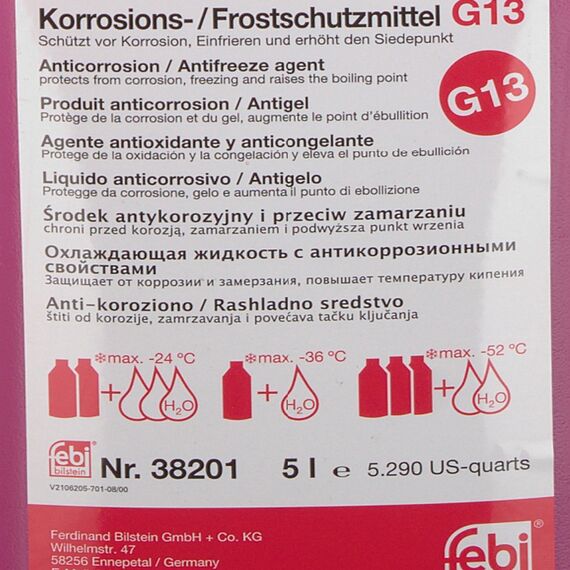 Korrosions-/Frostschutzmittel G13
Schützt vor Korrosion, Einfrieren und erhöht den Siedepunkt
Anticorrosion / Antifreeze agent
protects from corrosion, freezing and raises the boiling point
G13
Produit anticorrosion / Antigel
Protège de la corrosion et du gel, augmente le point d'ébullition
Agente antioxidante y anticongelante
Protege de la oxidación y la congelación y eleva el punto de ebullición
Liquido anticorrosivo / Antigelo
Protegge da corrosione, gelo e aumenta il punto di ebollizione
Środek antykorozyjny i przeciw zamarzaniu
chroni przed korozją, zamarzaniem i podwyższa punkt wrzenia
Охлаждающая жидкость с антикоррозионными
свойствами
Защищает от коррозии и замерзания, повышает температуру кипения
Anti-koroziono / Rashladno sredstvo
štiti od korozije, zamrzavanja i povećava tačku ključanja
max. -24 °C
+ H2O
max. -36 °C
+ H2O
max. -52 °C
+ H2O
febi
bilstein
Nr. 38201 5 l e 5.290 US-quarts
V2106205-701-08/00
Ferdinand Bilstein GmbH + Co. KG
Wilhelmstr. 47
58256 Ennepetal / Germany
febi®